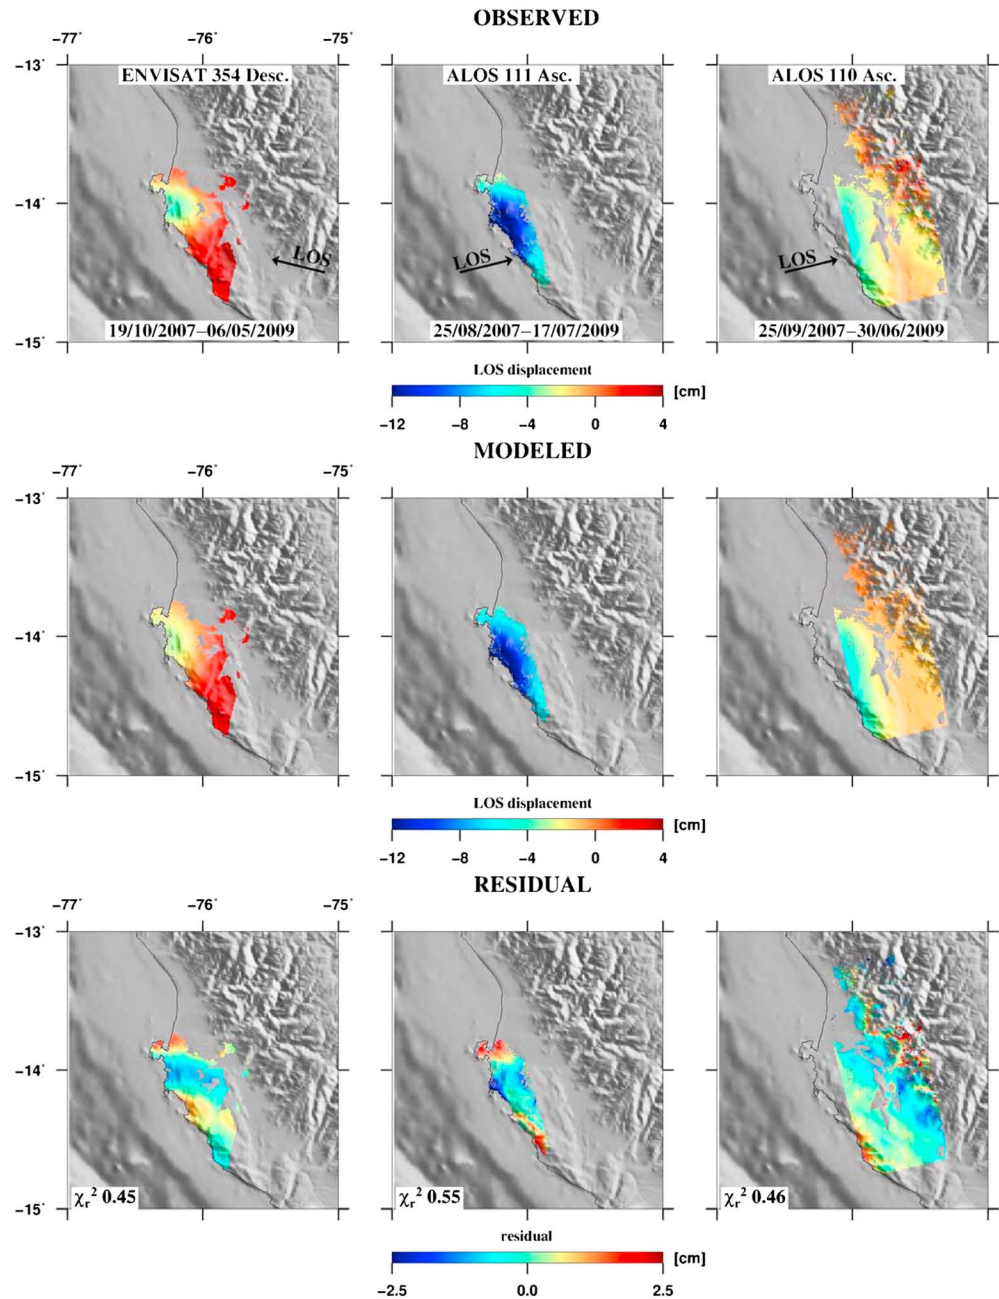 OBSERVED
−77˚ −76˚ −75˚
−13˚
ENVISAT 354 Desc. ALOS 111 Asc. ALOS 110 Asc.
−14˚
LOS LOS LOS
19/10/2007−06/05/2009 25/08/2007−17/07/2009 25/09/2007−30/06/2009
−15˚
LOS displacement
[cm]
−12 −8 −4 0 4
MODELED
−77˚ −76˚ −75˚
−13˚
−14˚
−15˚
LOS displacement
[cm]
−12 −8 −4 0 4
RESIDUAL
−77˚ −76˚ −75˚
−13˚
−14˚
χr² 0.45 χr² 0.55 χr² 0.46
−15˚
residual
[cm]
−2.5 0.0 2.5